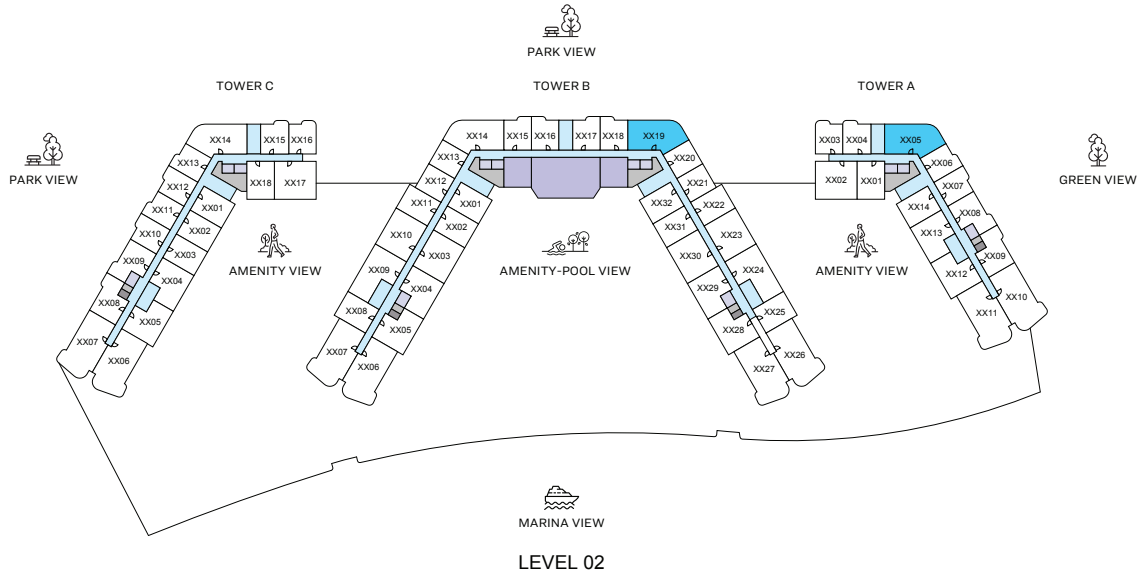 PARK VIEW
TOWER C
TOWER B
TOWER A
PARK VIEW
GREEN VIEW
XX14
XX15
XX16
XX13
XX12
XX11
XX10
XX09
XX08
XX07
XX06
XX05
XX04
XX03
XX02
XX01
XX18
XX17
XX14
XX15
XX16
XX17
XX18
XX19
XX13
XX12
XX11
XX10
XX09
XX08
XX07
XX06
XX05
XX04
XX03
XX02
XX01
XX20
XX21
XX22
XX23
XX24
XX25
XX26
XX27
XX28
XX29
XX30
XX31
XX32
XX03
XX04
XX05
XX02
XX01
XX06
XX07
XX08
XX09
XX10
XX11
XX12
XX13
XX14
AMENITY VIEW
AMENITY-POOL VIEW
AMENITY VIEW
MARINA VIEW
LEVEL 02